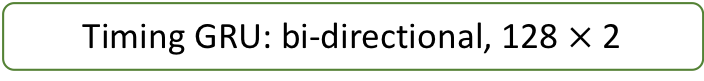 Timing GRU: bi-directional, 128 × 2